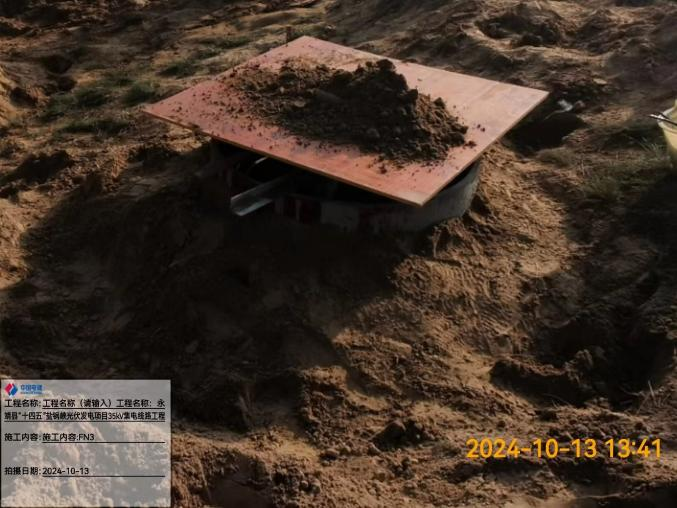 中国电建
工程名称: 工程名称（请输入）工程名称: 永
靖县"十四五"盐锅峡光伏发电项目35kV集电线路工程
施工内容: 施工内容:FN3
拍摄日期: 2024-10-13
2024-10-13 13:41